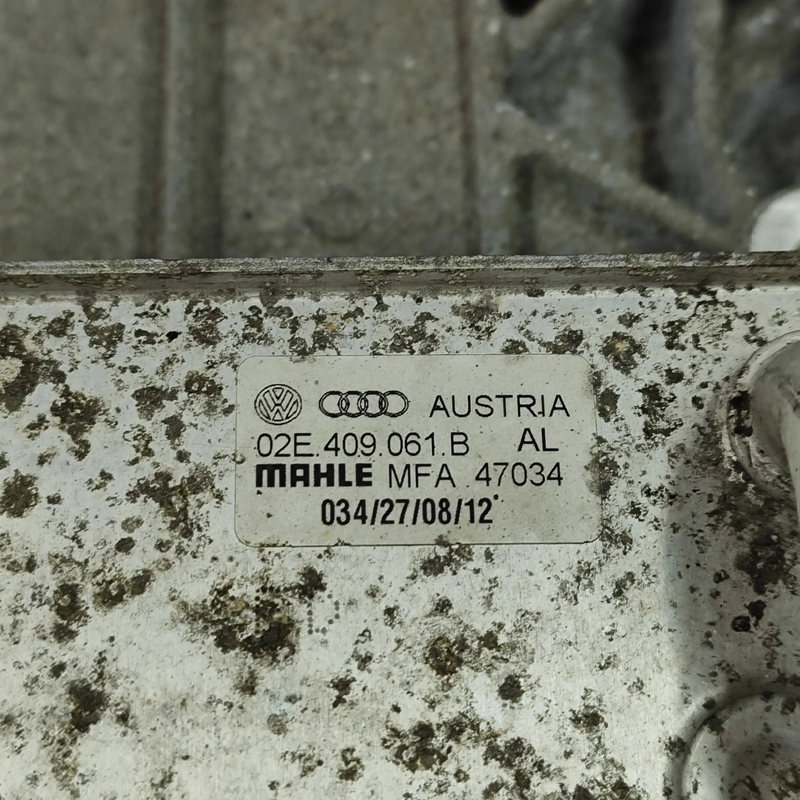 AUSTRIA
02E.409.061.B AL
MAHLE MFA 47034
034/27/08/12